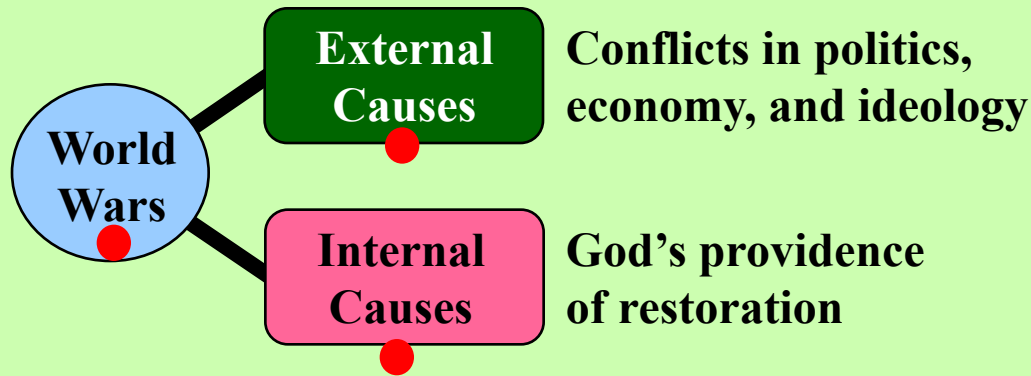 World
Wars
External
Causes
Conflicts in politics,
economy, and ideology
Internal
Causes
God’s providence
of restoration